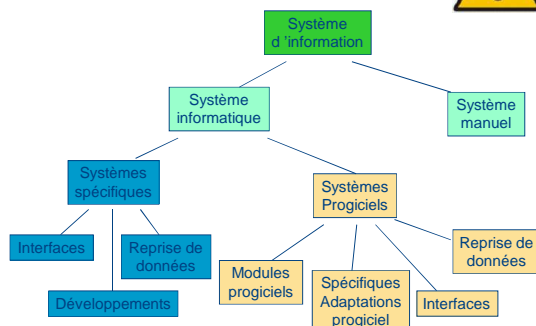 Système
d 'information
Système
informatique
Système
manuel
Systèmes
spécifiques
Systèmes
Progiciels
Interfaces
Reprise de
données
Développements
Modules
progiciels
Spécifiques
Adaptations
progiciel
Interfaces
Reprise de
données